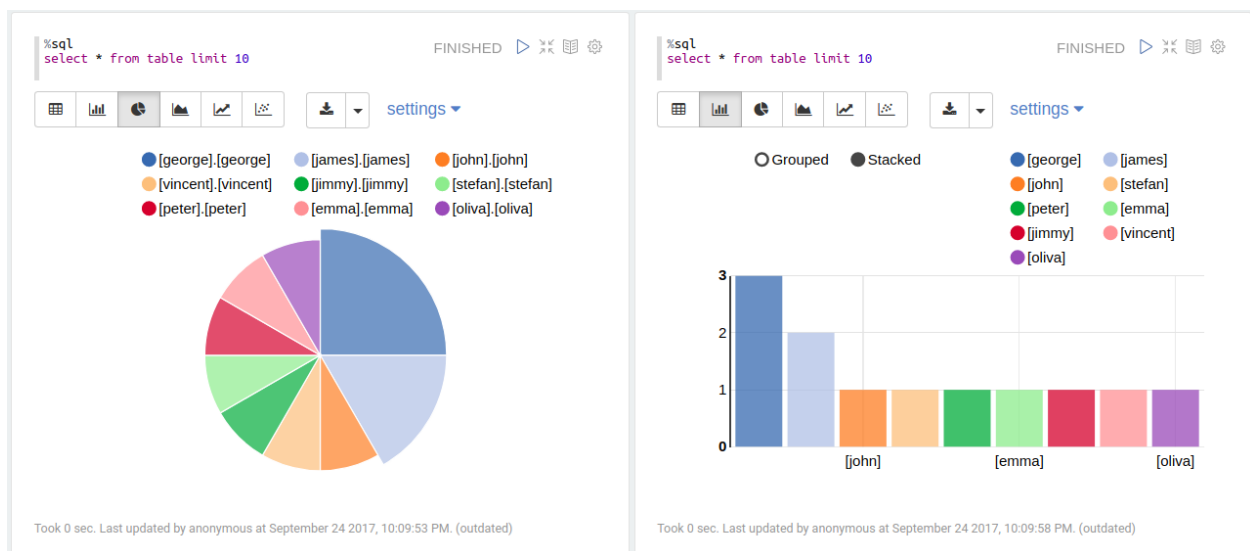 %sql
select * from table limit 10
FINISHED
settings
[george].[george] [james].[james] [john].[john]
[vincent].[vincent] [jimmy].[jimmy] [stefan].[stefan]
[peter].[peter] [emma].[emma] [oliva].[oliva]
Took 0 sec. Last updated by anonymous at September 24 2017, 10:09:53 PM. (outdated)
%sql
select * from table limit 10
FINISHED
settings
Grouped Stacked
[george] [james]
[john] [stefan]
[peter] [emma]
[jimmy] [vincent]
[oliva]
3
2
1
0
[john] [emma] [oliva]
Took 0 sec. Last updated by anonymous at September 24 2017, 10:09:58 PM. (outdated)